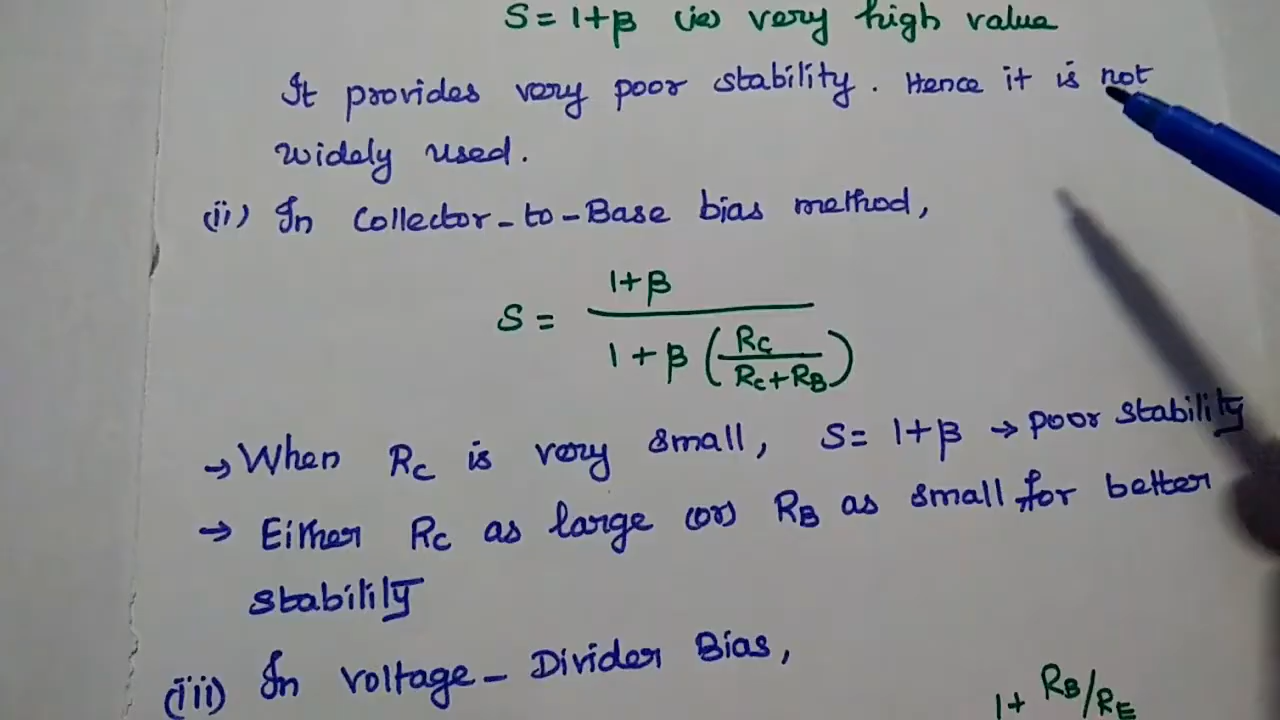 S = 1+β (ie) very high value
It provides very poor stability. Hence it is not
widely used.
(ii) In Collector-to-Base bias method,
S = (1+β) / (1+β (RC / (RC+RB)))
→ When RC is very small, S = 1+β → poor stability
→ Either RC as large (or) RB as small for better
stability
(iii) In Voltage-Divider Bias,
1+ RB/RE